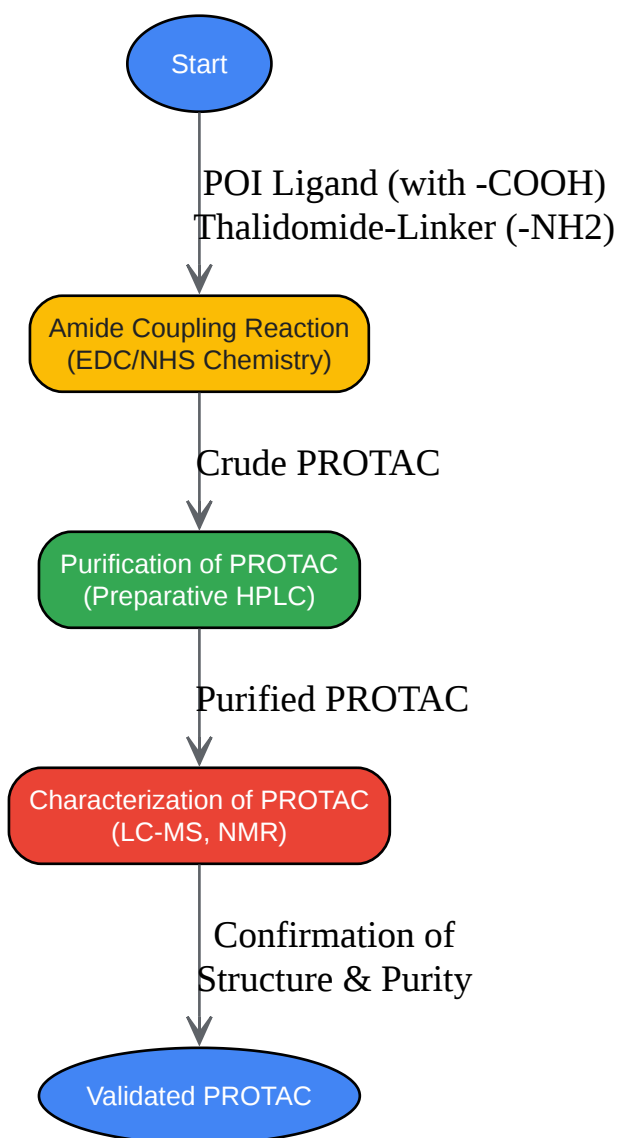 Start
POI Ligand (with -COOH)
Thalidomide-Linker (-NH2)
Amide Coupling Reaction
(EDC/NHS Chemistry)
Crude PROTAC
Purification of PROTAC
(Preparative HPLC)
Purified PROTAC
Characterization of PROTAC
(LC-MS, NMR)
Confirmation of
Structure & Purity
Validated PROTAC